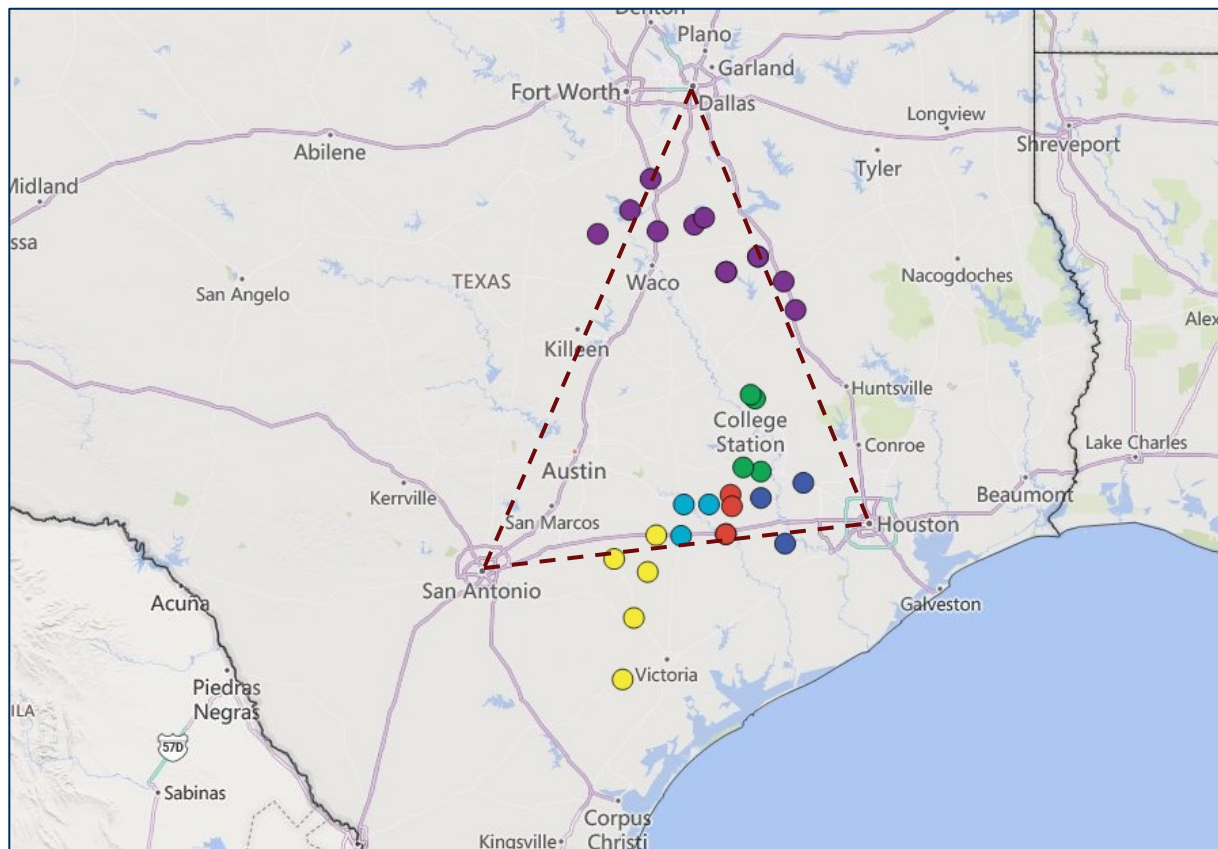 Denton
Plano
Garland
Fort Worth
Dallas
Longview
Shreveport
Abilene
Tyler
Midland
ssa
TEXAS
Waco
Nacogdoches
San Angelo
Alex
Killeen
Huntsville
College
Station
Conroe
Lake Charles
Austin
Kerrville
Beaumont
San Marcos
Houston
San Antonio
Acuña
Galveston
Victoria
Piedras
Negras
ILA
57D
Sabinas
Corpus
Christi
Kingsville